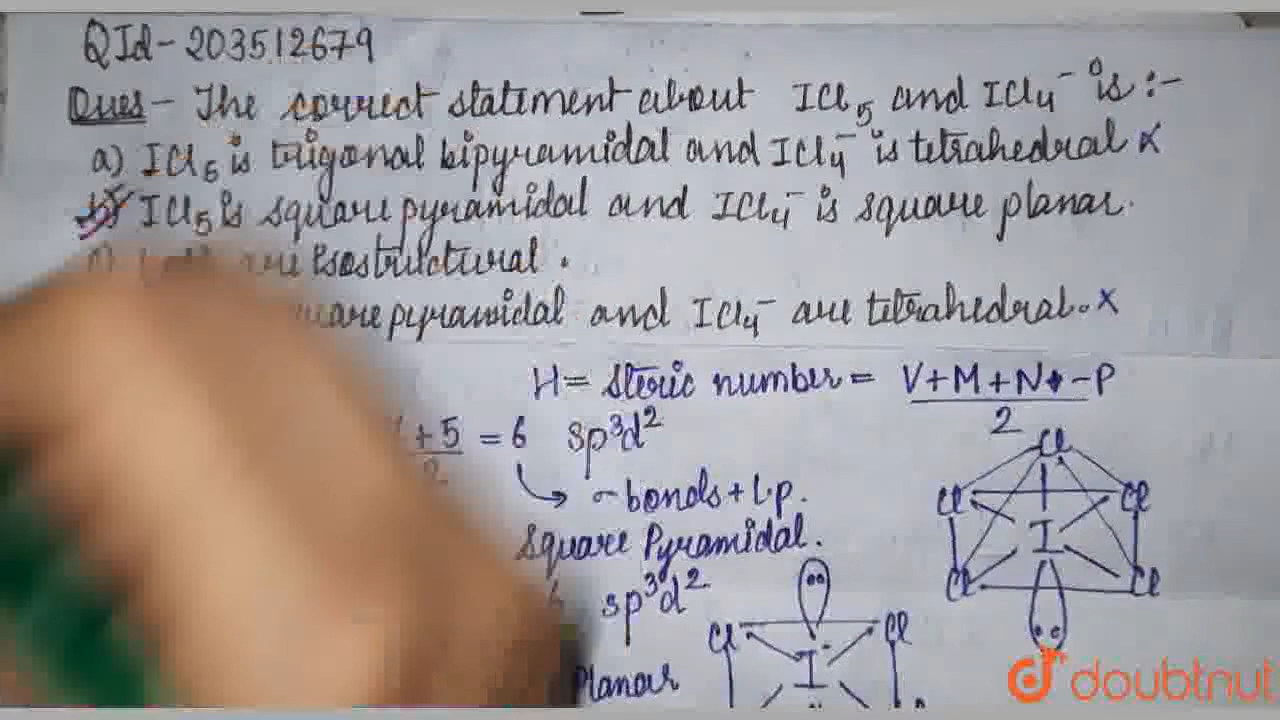 QId-203512679
Ques- The correct statement about ICl5 and ICl4⁻ is :-
a) ICl5 is trigonal bipyramidal and ICl4⁻ is tetrahedral X
b) ICl5 is square pyramidal and ICl4⁻ is square planar.
are isostructural.
pyramidal and ICl4⁻ are tetrahedral. X
H = Steric number = V+M+N-P
2
+ 5 = 6 sp³d²
2
→ σ-bonds + l.p.
Square Pyramidal.
sp³d²
Planar
Cl
Cl Cl
I
Cl Cl
Cl Cl
I
doubtnut